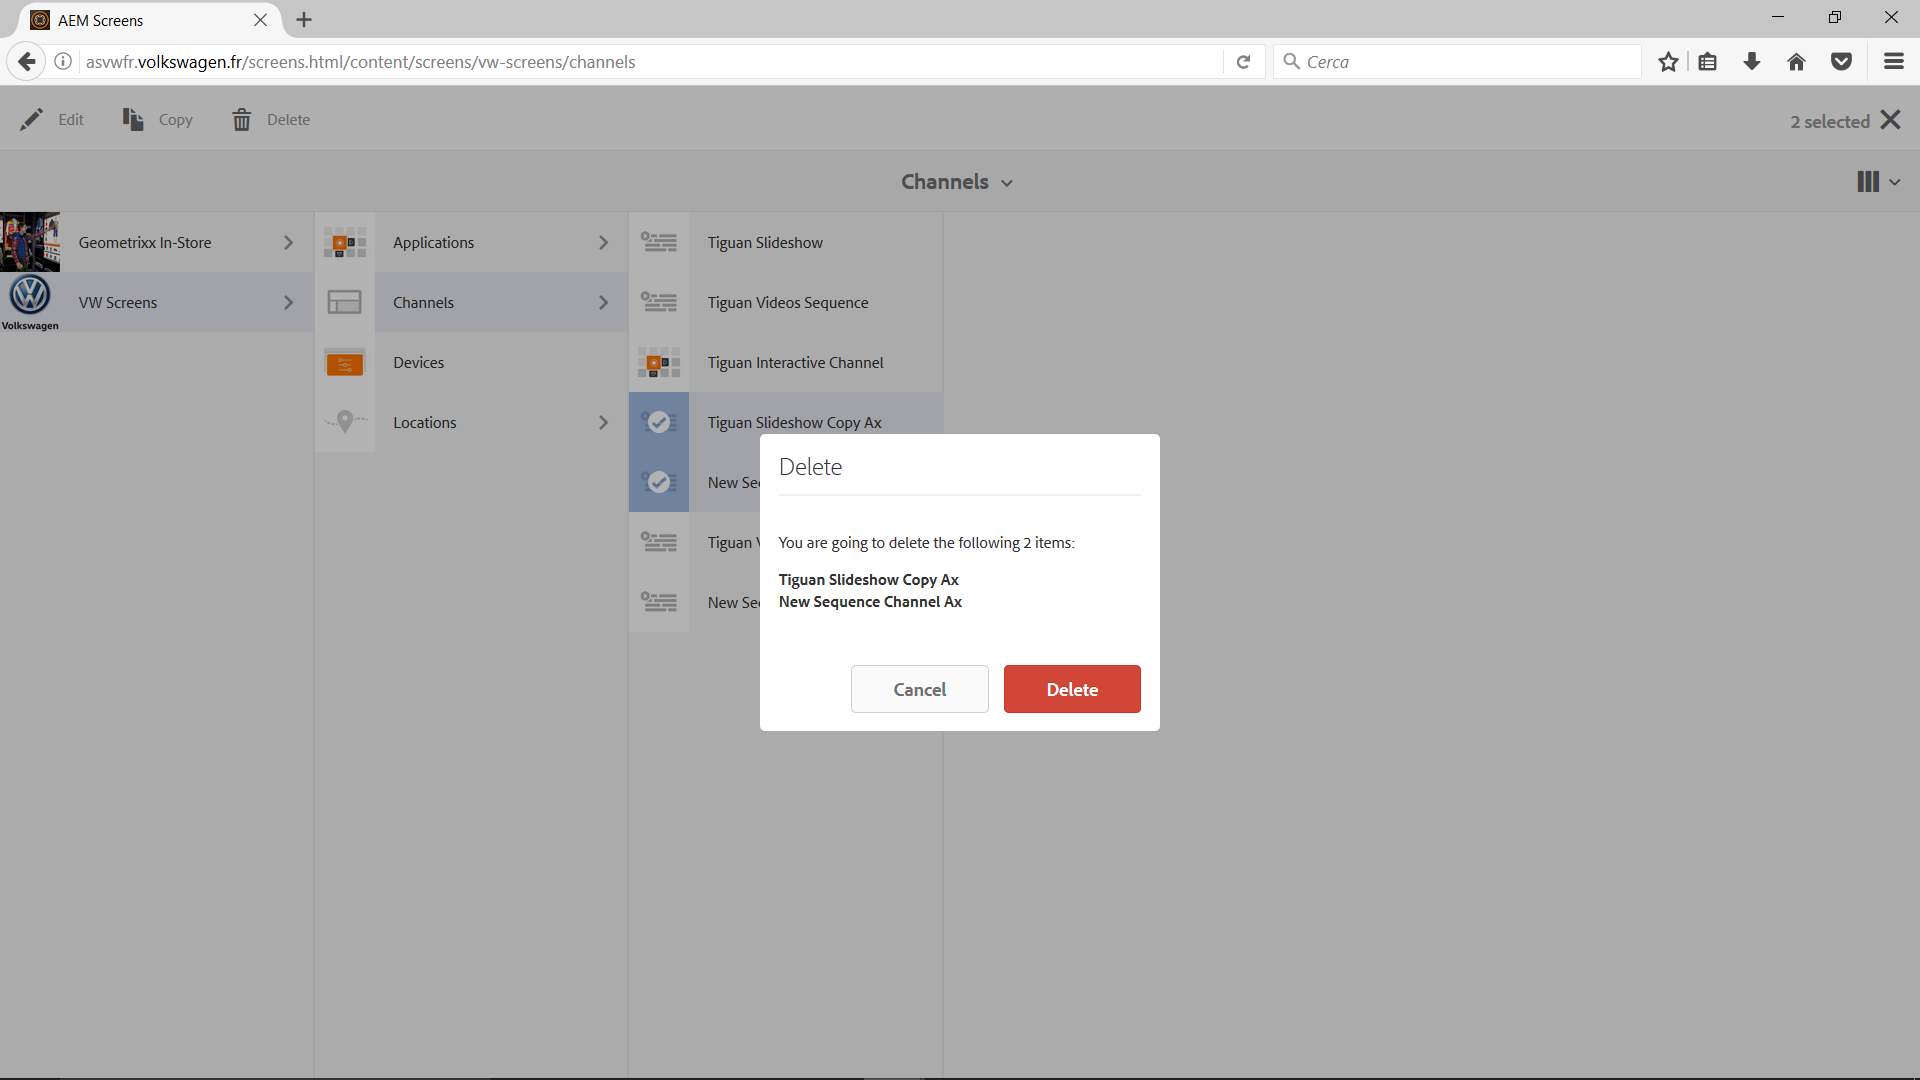 AEM Screens
asvwfr.volkswagen.fr/screens.html/content/screens/vw-screens/channels
Cerca
Edit
Copy
Delete
2 selected
Channels
Geometrixx In-Store
VW Screens
Volkswagen
Applications
Channels
Devices
Locations
Tiguan Slideshow
Tiguan Videos Sequence
Tiguan Interactive Channel
Tiguan Slideshow Copy Ax
New Se
Tiguan V
New Se
Delete
You are going to delete the following 2 items:
Tiguan Slideshow Copy Ax
New Sequence Channel Ax
Cancel
Delete